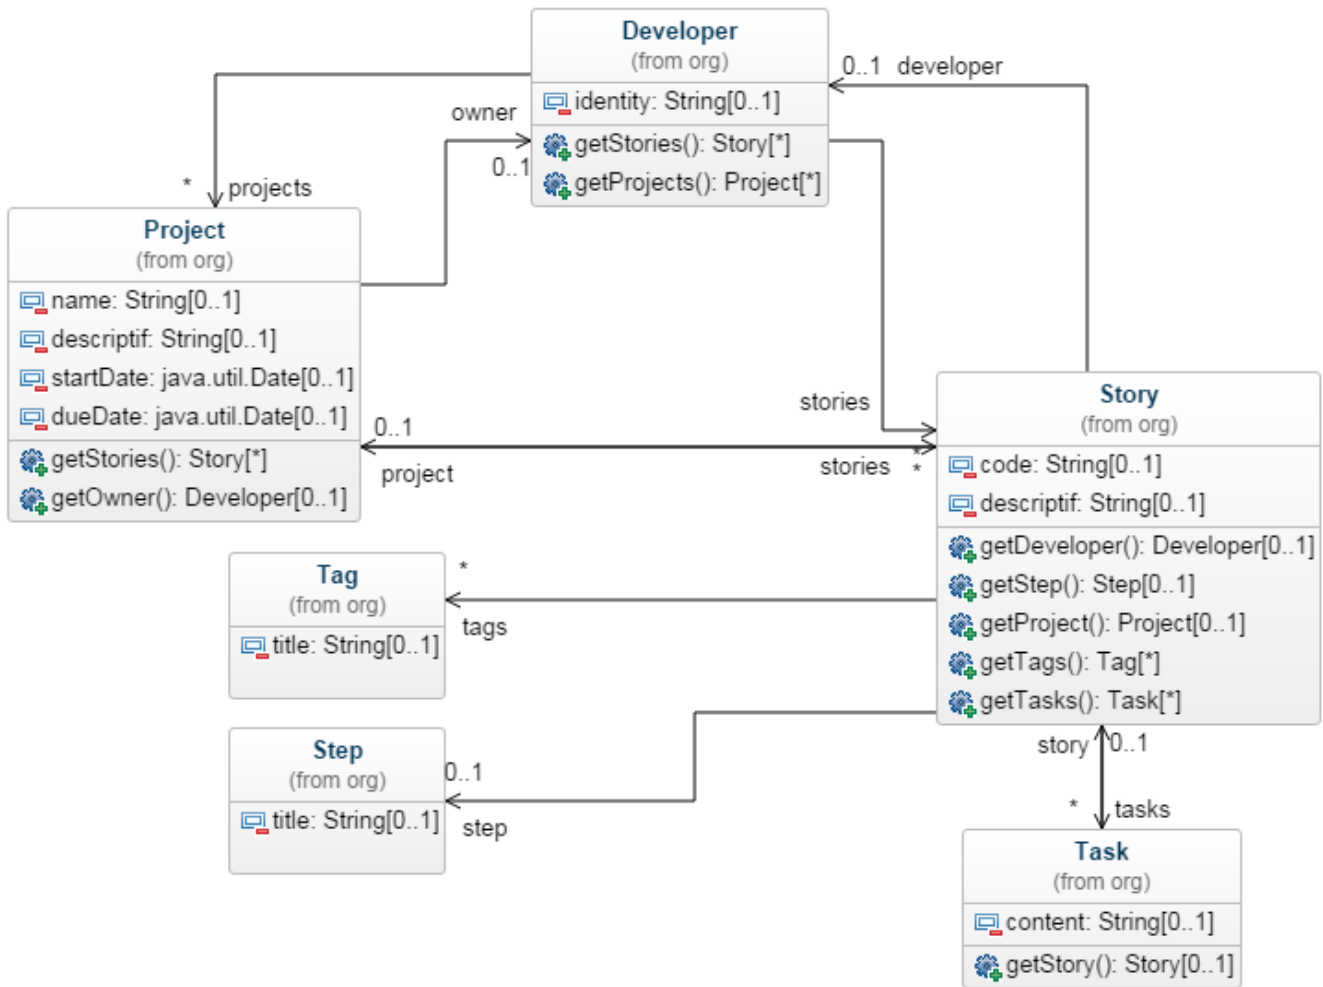 Developer
(from org)
identity: String[0..1]
getStories(): Story[*]
getProjects(): Project[*]
0..1 developer
owner
0..1
* projects
Project
(from org)
name: String[0..1]
descriptif: String[0..1]
startDate: java.util.Date[0..1]
dueDate: java.util.Date[0..1]
getStories(): Story[*]
getOwner(): Developer[0..1]
0..1
project
stories
*
stories
*
Story
(from org)
code: String[0..1]
descriptif: String[0..1]
getDeveloper(): Developer[0..1]
getStep(): Step[0..1]
getProject(): Project[0..1]
getTags(): Tag[*]
getTasks(): Task[*]
Tag
(from org)
title: String[0..1]
*
tags
Step
(from org)
title: String[0..1]
0..1
step
story 0..1
* tasks
Task
(from org)
content: String[0..1]
getStory(): Story[0..1]